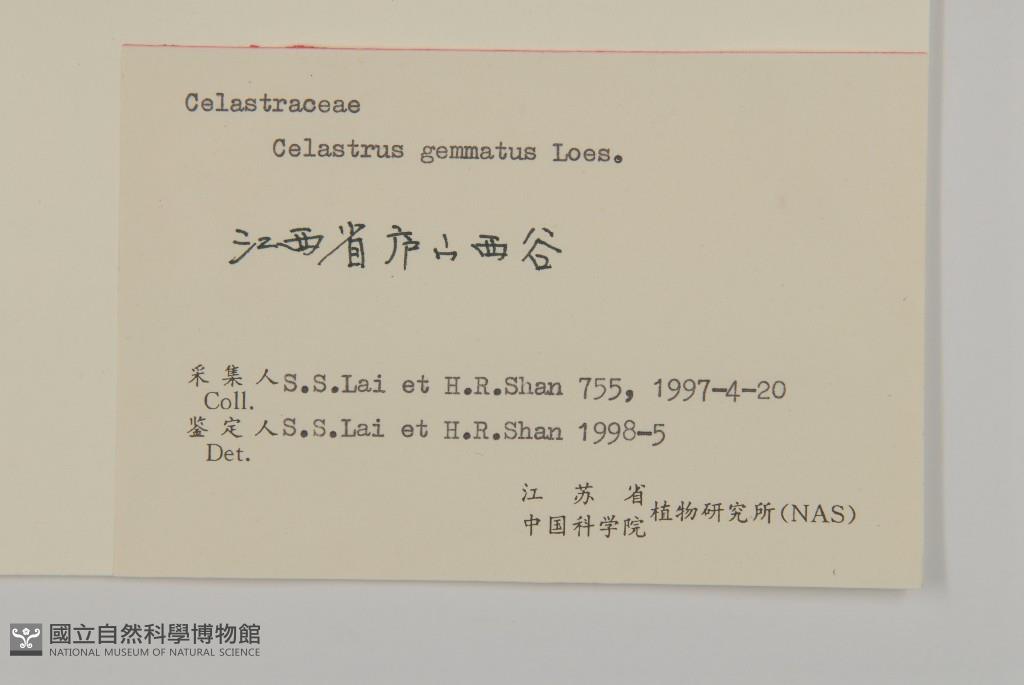 Celastraceae
Celastrus gemmatus Loes.
江西省庐山西谷
采集人 S.S.Lai et H.R.Shan 755, 1997-4-20
Coll.
鉴定人 S.S.Lai et H.R.Shan 1998-5
Det.
江苏省
中国科学院 植物研究所(NAS)
國立自然科學博物館
NATIONAL MUSEUM OF NATURAL SCIENCE